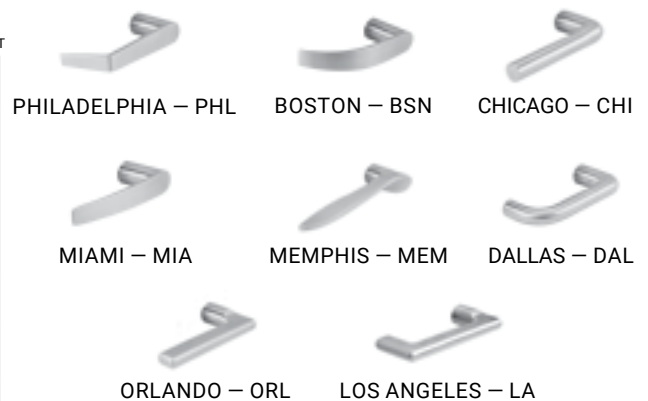 T
PHILADELPHIA — PHL BOSTON — BSN CHICAGO — CHI
MIAMI — MIA MEMPHIS — MEM DALLAS — DAL
ORLANDO — ORL LOS ANGELES — LA